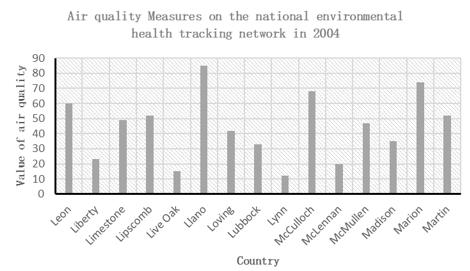 Air quality Measures on the national environmental
health tracking network in 2004
Value of air quality
90
80
70
60
50
40
30
20
10
0
Leon
Liberty
Limestone
Lipscomb
Live Oak
Llano
Loving
Lubbock
Lynn
McCulloch
McLennan
McMullen
Madison
Marion
Martin
Country